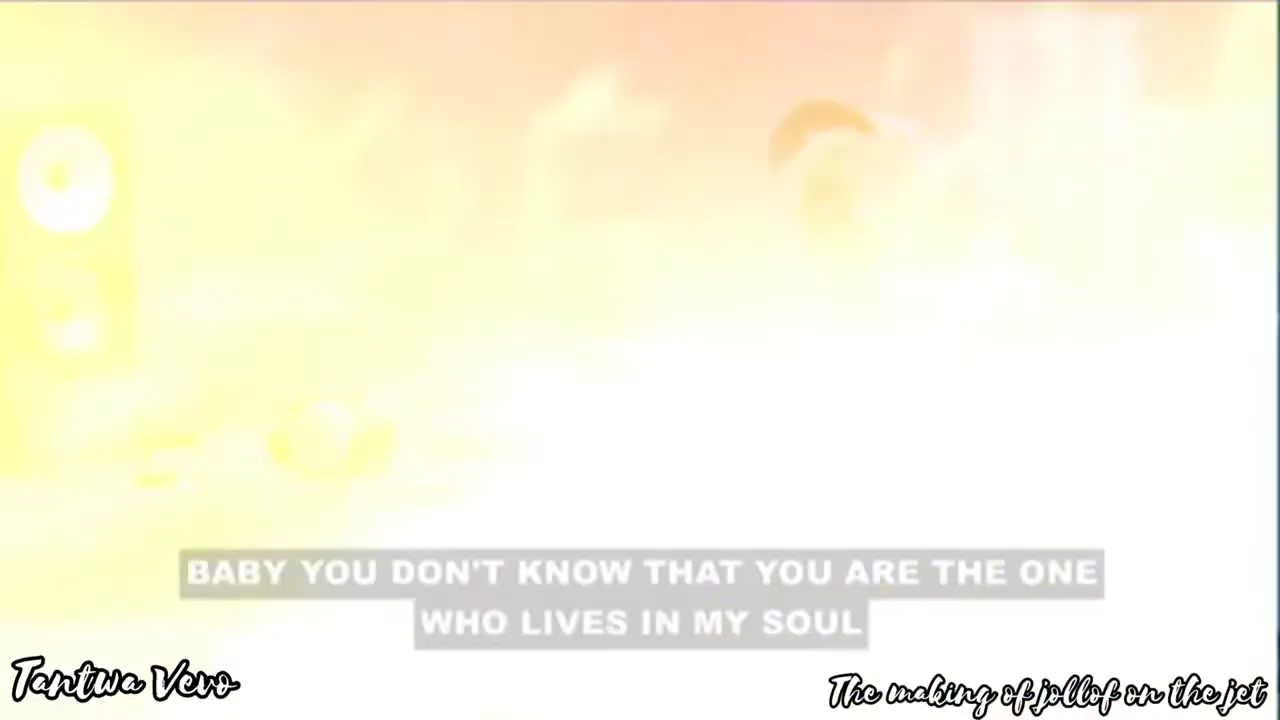 BABY YOU DON'T KNOW THAT YOU ARE THE ONE
WHO LIVES IN MY SOUL
Tantwa Vevo
The making of jollof on the jet